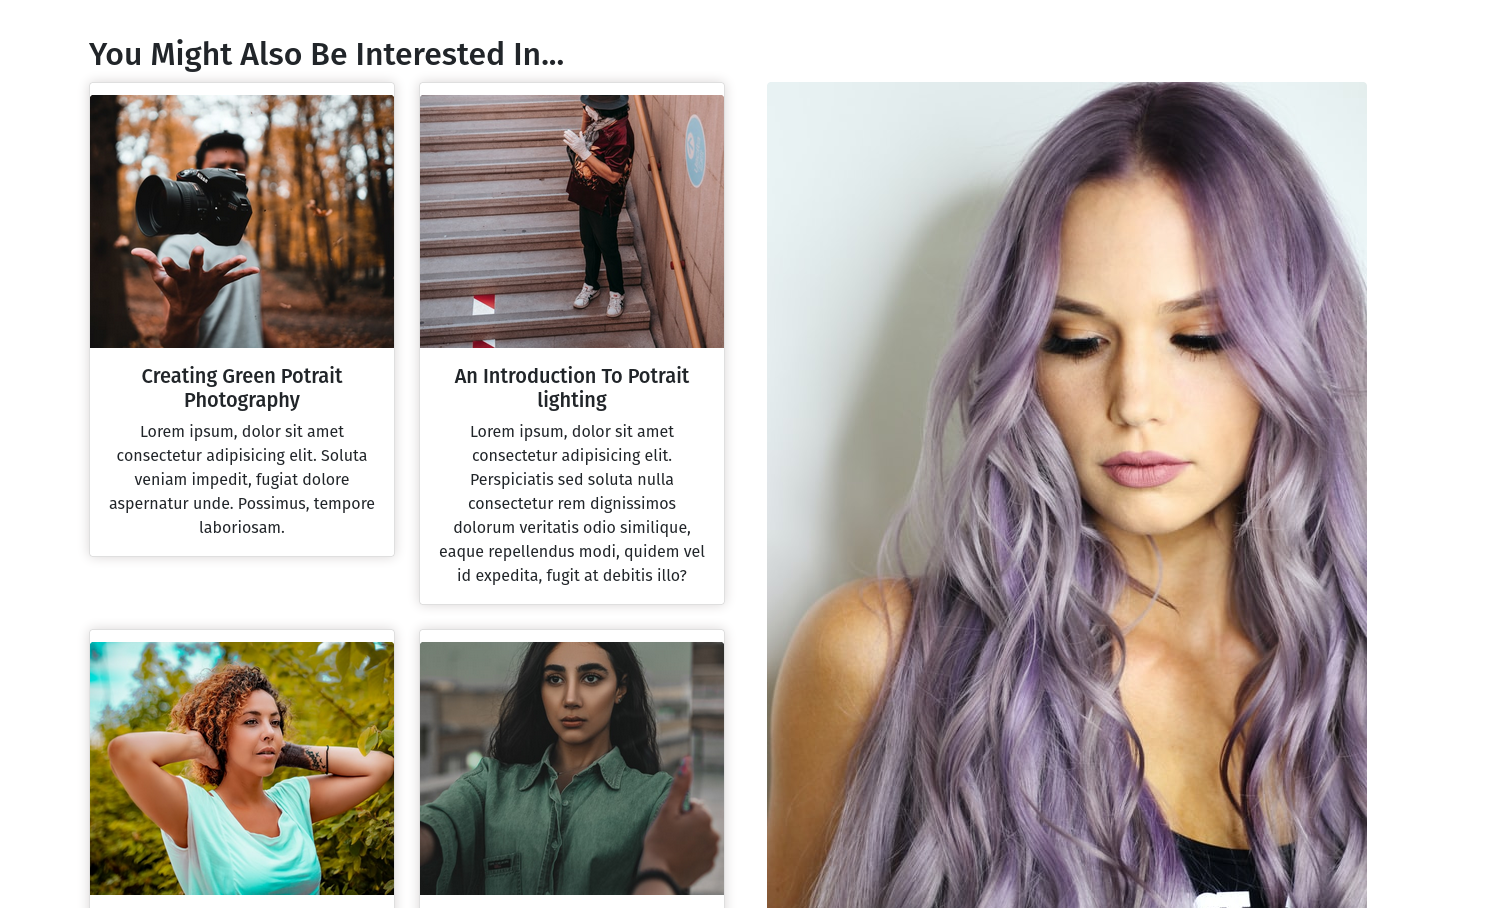 You Might Also Be Interested In...
Creating Green Potrait
Photography
Lorem ipsum, dolor sit amet
consectetur adipisicing elit. Soluta
veniam impedit, fugiat dolore
aspernatur unde. Possimus, tempore
laboriosam.
An Introduction To Potrait
lighting
Lorem ipsum, dolor sit amet
consectetur adipisicing elit.
Perspiciatis sed soluta nulla
consectetur rem dignissimos
dolorum veritatis odio similique,
eaque repellendus modi, quidem vel
id expedita, fugit at debitis illo?